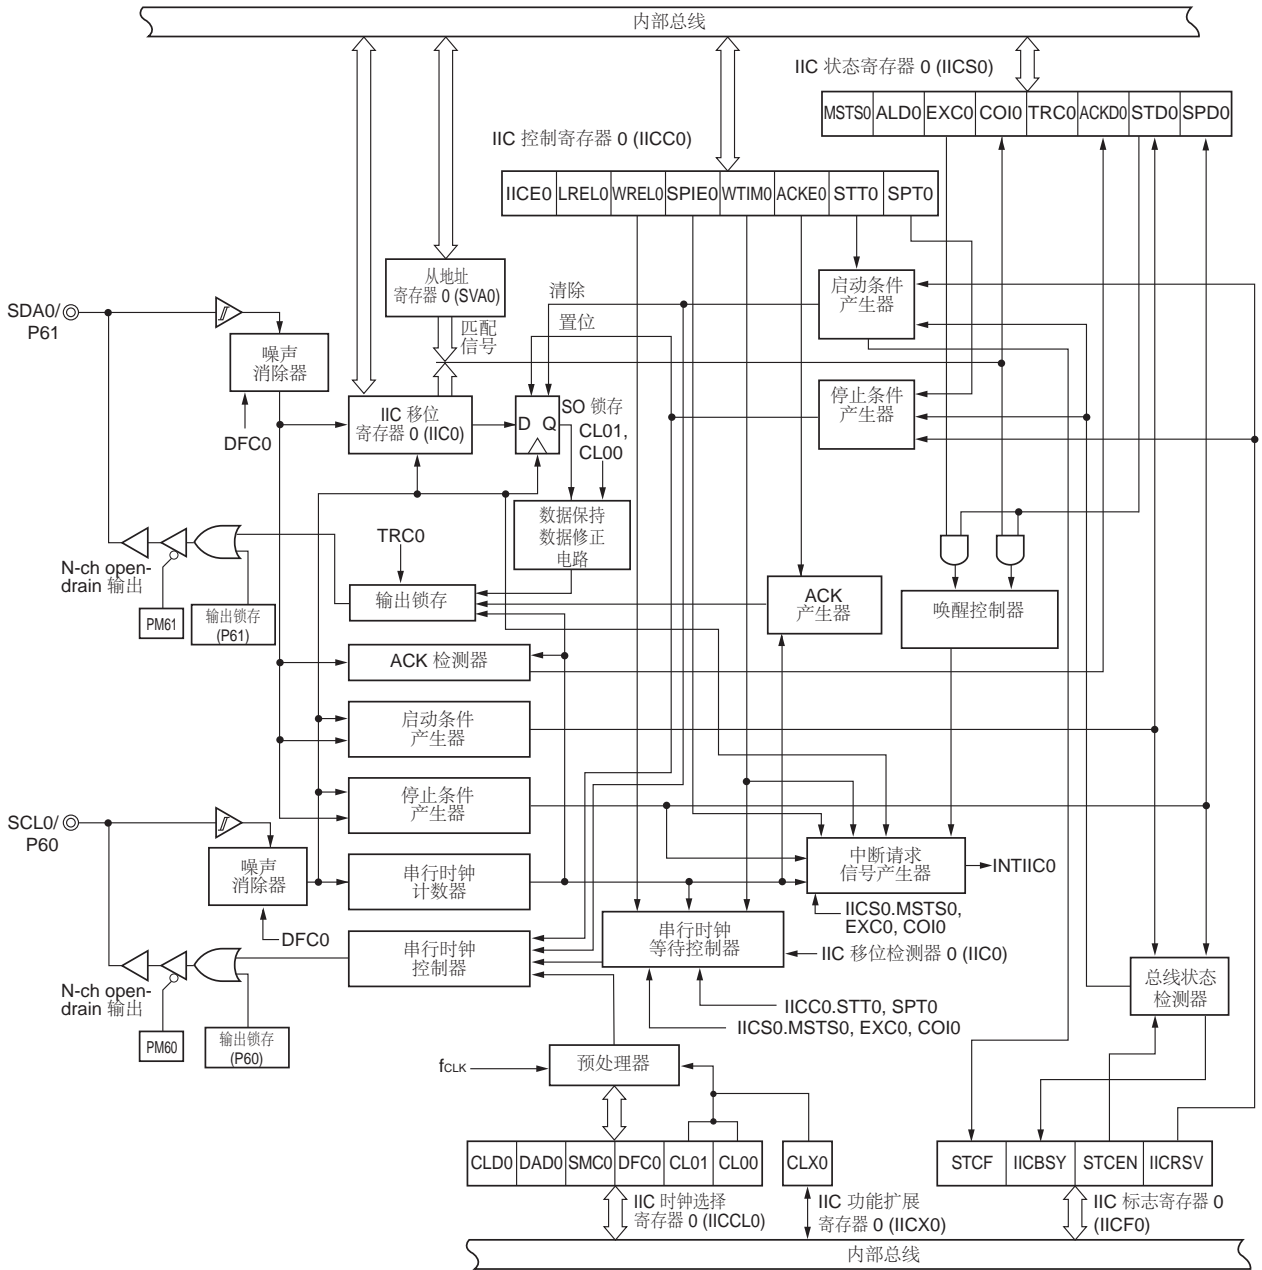 内部总线
IIC 状态寄存器 0 (IICS0)
MSTS0 ALD0 EXC0 COI0 TRC0 ACKD0 STD0 SPD0
IIC 控制寄存器 0 (IICC0)
IICE0 LREL0 WREL0 SPIE0 WTIM0 ACKE0 STT0 SPT0
从地址
寄存器 0 (SVA0)
清除
置位
启动条件
产生器
SDA0/
P61
噪声
消除器
匹配
信号
停止条件
产生器
DFC0
IIC 移位
寄存器 0 (IIC0)
D Q
SO 锁存
CL01,
CL00
数据保持
数据修正
电路
TRC0
N-ch open-
drain 输出
PM61
输出锁存
(P61)
输出锁存
ACK
产生器
唤醒控制器
ACK 检测器
启动条件
产生器
停止条件
产生器
SCL0/
P60
噪声
消除器
DFC0
串行时钟
计数器
中断请求
信号产生器
INTIIC0
IICS0.MSTS0,
EXC0, COI0
串行时钟
等待控制器
IIC 移位检测器 0 (IIC0)
串行时钟
控制器
N-ch open-
drain 输出
PM60
输出锁存
(P60)
IICC0.STT0, SPT0
IICS0.MSTS0, EXC0, COI0
总线状态
检测器
fCLK
预处理器
CLD0 DAD0 SMC0 DFC0 CL01 CL00
CLX0
STCF IICBSY STCEN IICRSV
IIC 时钟选择
寄存器 0 (IICCL0)
IIC 功能扩展
寄存器 0 (IICX0)
IIC 标志寄存器 0
(IICF0)
内部总线